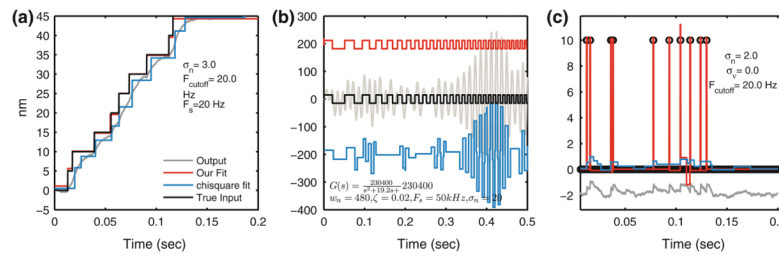 (a)
45
40
35
30
25
20
15
10
5
0
−5
nm
σn = 3.0
Fcutoff = 20.0
Hz
Fs=20 Hz
Output
Our Fit
chisquare fit
True Input
0 0.05 0.1 0.15 0.2
Time (sec)
(b)
300
200
100
0
−100
−200
−300
−400
G(s) = 230400/s²+19.2s+230400
wn = 480,ζ = 0.02,Fs = 50kHz,σn = 20
0 0.1 0.2 0.3 0.4 0.5
Time (sec)
(c)
10
8
6
4
2
0
−2
σn = 2.0
σv = 0.0
Fcutoff = 20.0 Hz
0.05 0.1 0.15 0.2
Time (sec)